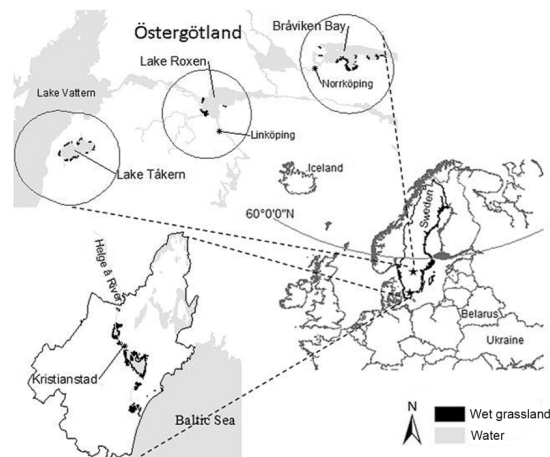 Östergötland
Bråviken Bay
Lake Roxen
Norrköping
Lake Vattern
Linköping
Lake Tåkern
Iceland
60°0'0"N
Sweden
Helge å River
Belarus
Ukraine
Kristianstad
Baltic Sea
N
Wet grassland
Water